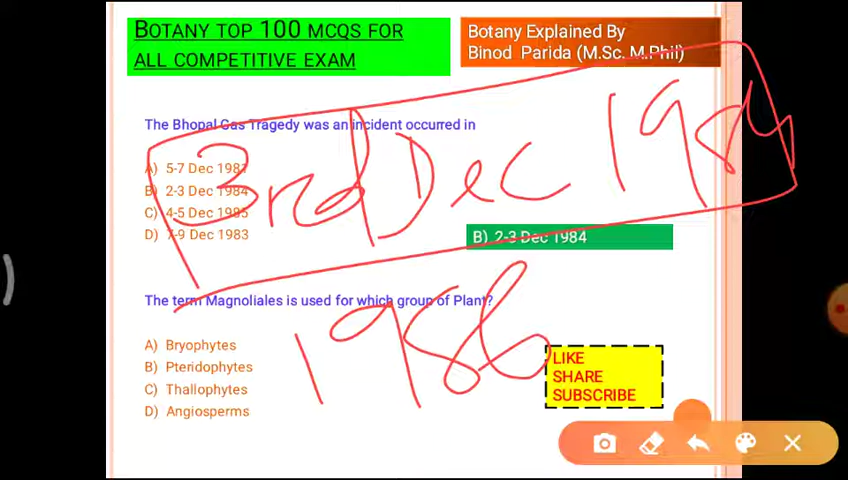 BOTANY TOP 100 MCQS FOR
ALL COMPETITIVE EXAM
Botany Explained By
Binod Parida (M.Sc. M.Phil)
The Bhopal Gas Tragedy was an incident occurred in
A) 5-7 Dec 1981
B) 2-3 Dec 1984
C) 4-5 Dec 1985
D) 7-9 Dec 1983
B) 2-3 Dec 1984
3rd Dec 1984
The term Magnoliales is used for which group of Plant?
1986
A) Bryophytes
B) Pteridophytes
C) Thallophytes
D) Angiosperms
LIKE
SHARE
SUBSCRIBE